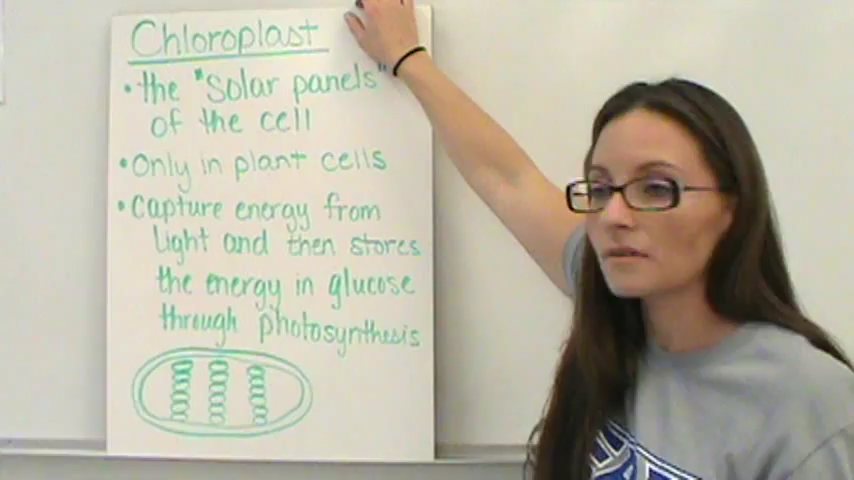 Chloroplast
• the "Solar panels"
of the cell
• Only in plant cells
• Capture energy from
light and then stores
the energy in glucose
through photosynthesis